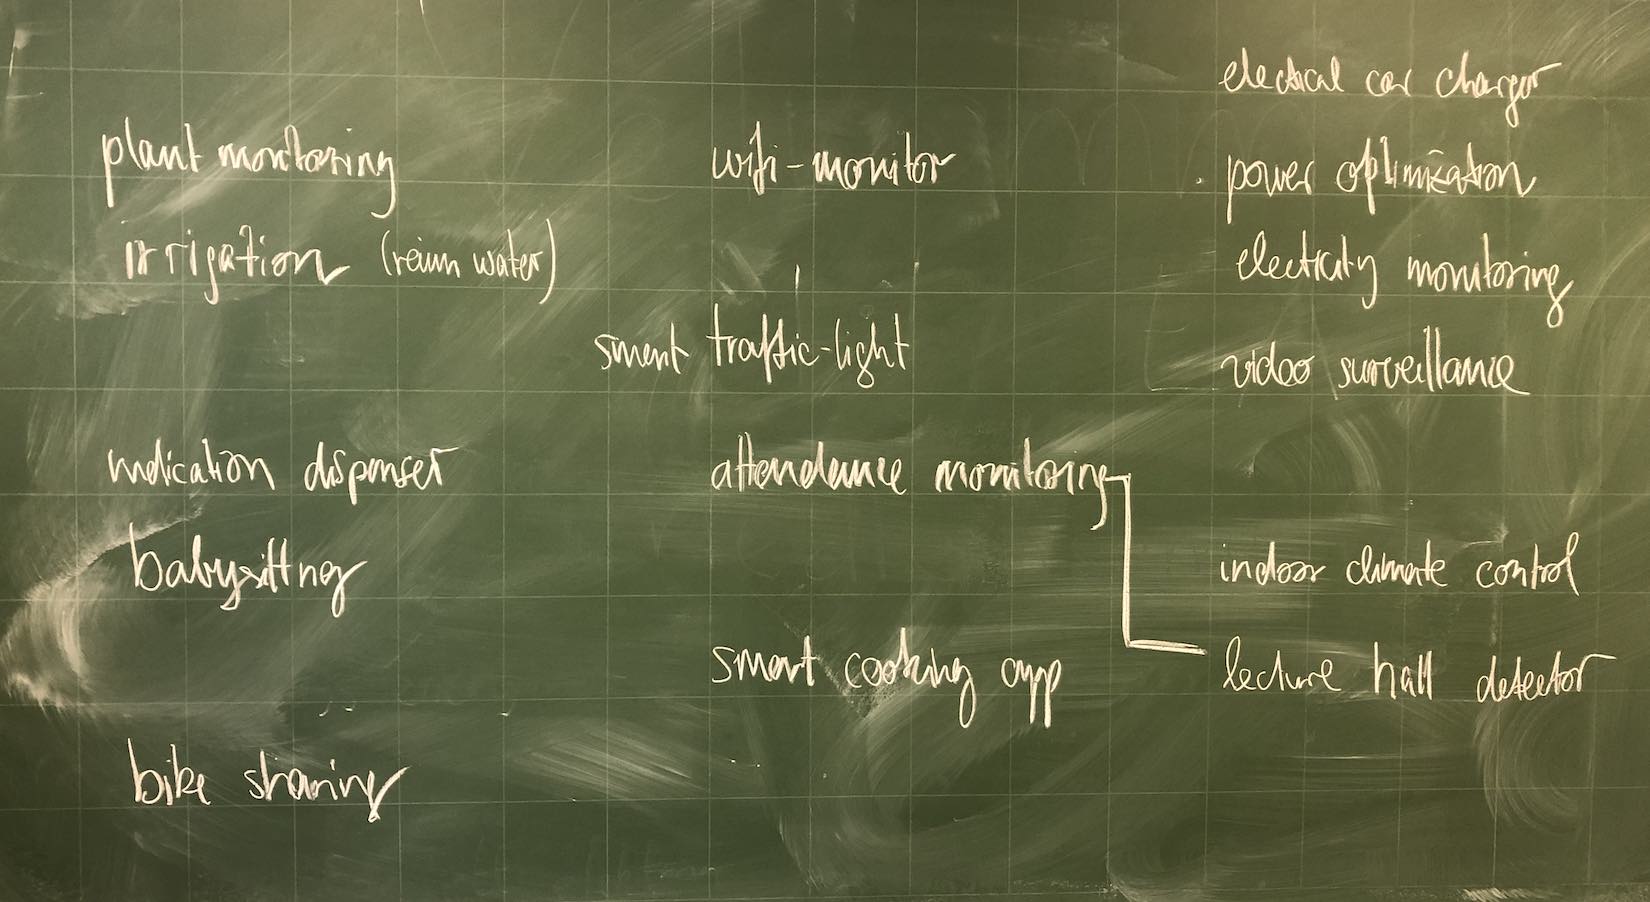 plant monitoring
irrigation (rain water)
medication dispenser
babysitting
bike sharing
wifi-monitor
smart traffic-light
attendance monitoring
smart cooking app
electrical car charger
power optimization
electricity monitoring
video surveillance
indoor climate control
lecture hall detector